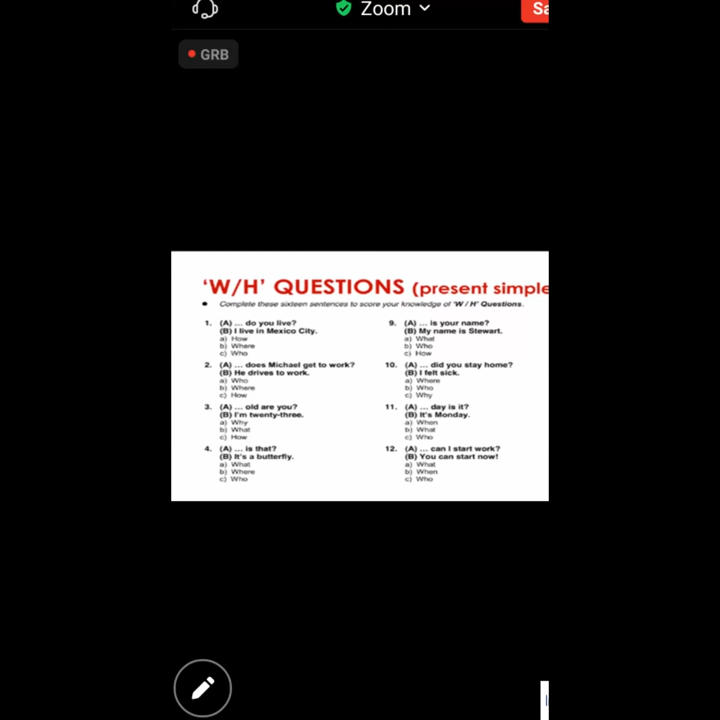 Zoom
GRB
‘W/H’ QUESTIONS (present simple
• Complete these sixteen sentences to score your knowledge of ‘W / H’ Questions.
1. (A) ... do you live?
(B) I live in Mexico City.
a) How
b) Where
c) Who
2. (A) ... does Michael get to work?
(B) He drives to work.
a) Who
b) Where
c) How
3. (A) ... old are you?
(B) I'm twenty-three.
a) Why
b) What
c) How
4. (A) ... is that?
(B) It's a butterfly.
a) What
b) Where
c) Who
9. (A) ... is your name?
(B) My name is Stewart.
a) What
b) Who
c) How
10. (A) ... did you stay home?
(B) I felt sick.
a) Where
b) Who
c) Why
11. (A) ... day is it?
(B) It's Monday.
a) When
b) What
c) Who
12. (A) ... can I start work?
(B) You can start now!
a) What
b) When
c) Who